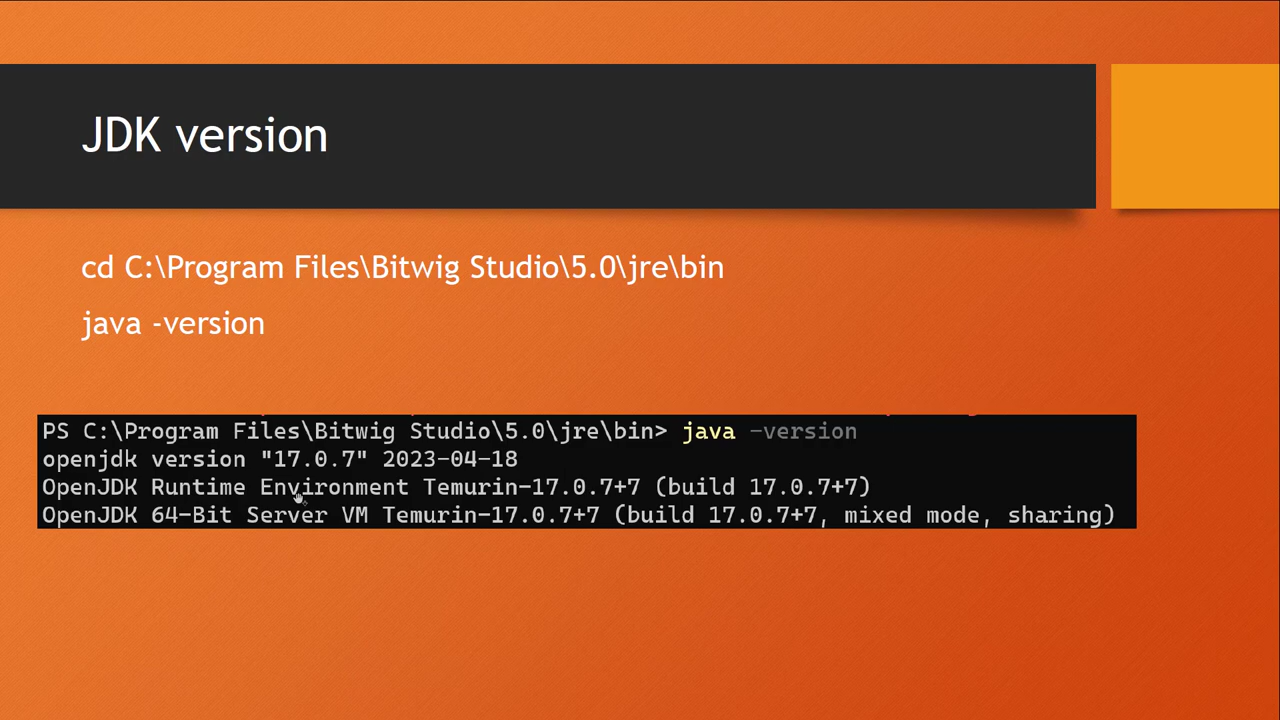 JDK version
cd C:\Program Files\Bitwig Studio\5.0\jre\bin
java -version
PS C:\Program Files\Bitwig Studio\5.0\jre\bin> java -version
openjdk version "17.0.7" 2023-04-18
OpenJDK Runtime Environment Temurin-17.0.7+7 (build 17.0.7+7)
OpenJDK 64-Bit Server VM Temurin-17.0.7+7 (build 17.0.7+7, mixed mode, sharing)